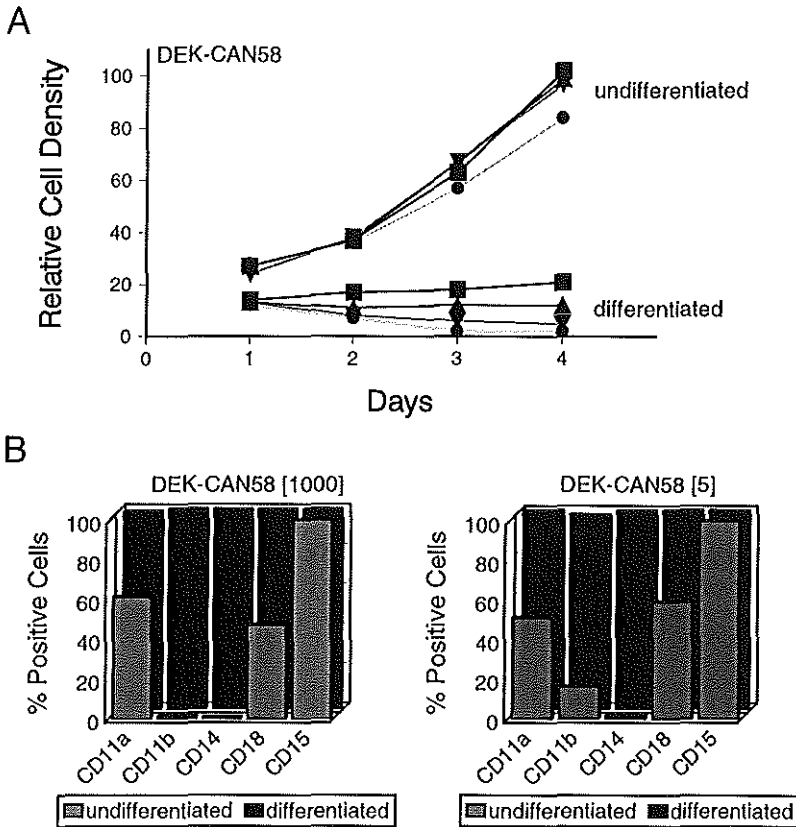 A
DEK-CAN58
Relative Cell Density
100
80
60
40
20
0
undifferentiated
differentiated
0 1 2 3 4
Days
B
DEK-CAN58 [1000]
% Positive Cells
100
80
60
40
20
0
CD11a CD11b CD14 CD18 CD15
undifferentiated differentiated
DEK-CAN58 [5]
% Positive Cells
100
80
60
40
20
0
CD11a CD11b CD14 CD18 CD15
undifferentiated differentiated